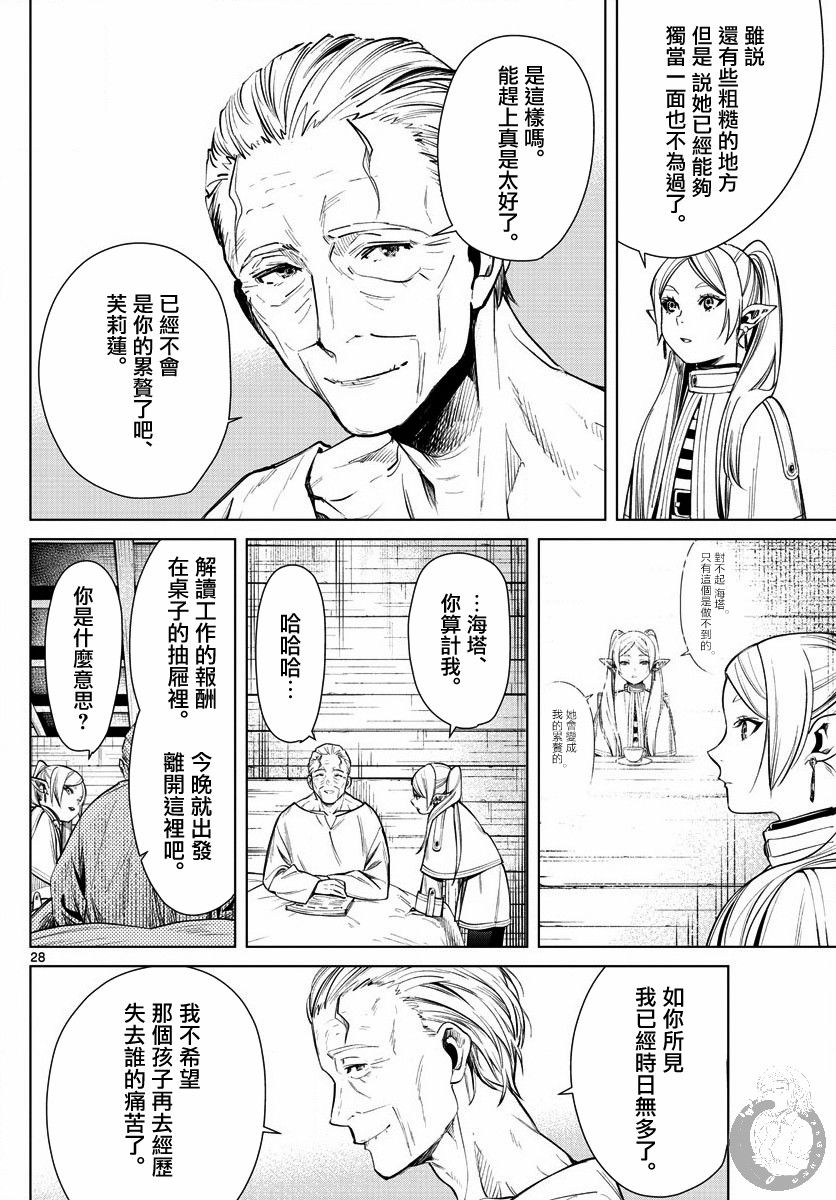 雖説
還有些粗糙的地方
但是 說她已經能夠
獨當一面也不為過了。
是這樣嗎。
能趕上真是
太好了。
已經不會
是你的累贅了吧、
芙莉蓮。
對不起 海塔。
只有這個是做不到的。
她會變成
我的累贅的。
…海塔、
你算計我。
哈哈哈…
解讀工作的報酬
在桌子的抽屜裡。
今晚就出發
離開這裡吧。
你是什麼意思？
28
如你所見
我已經時日無多了。
我不希望
那個孩子再去經歷
失去誰的痛苦了。